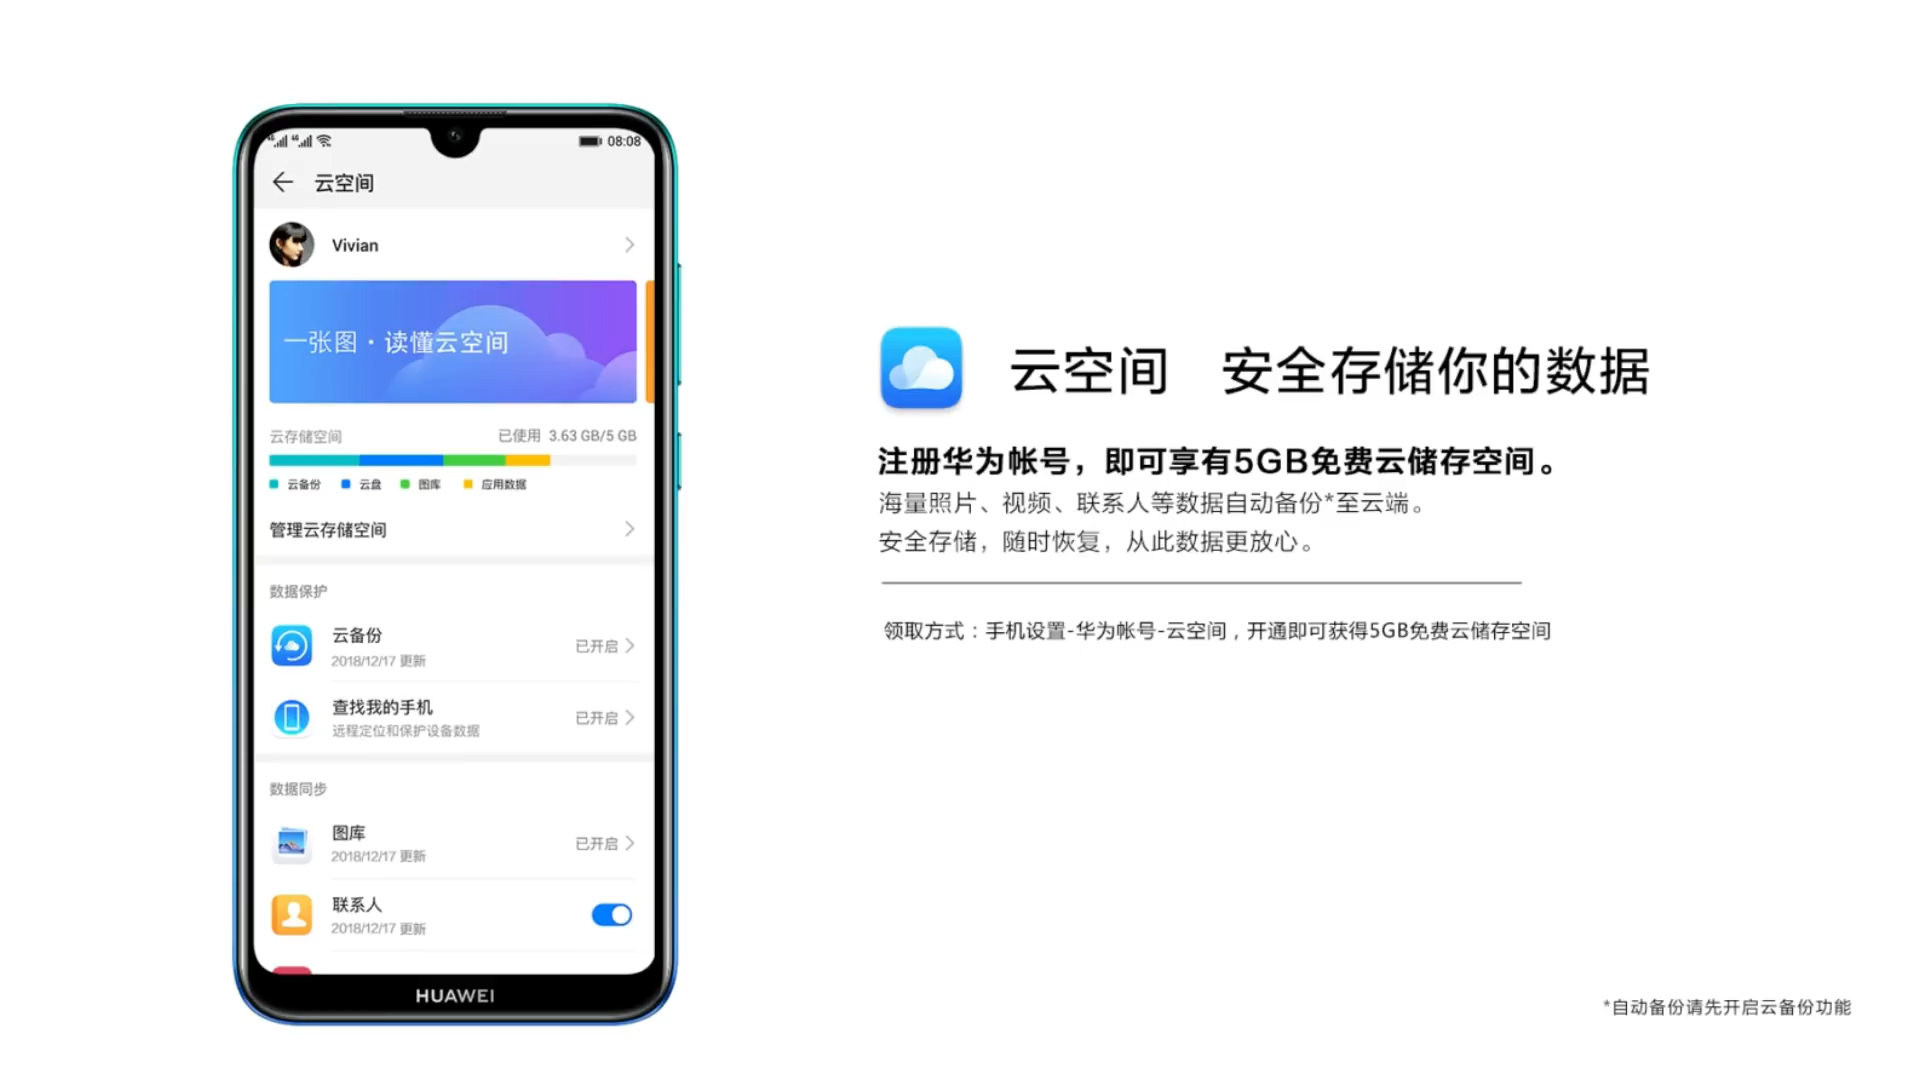 4G 4G 08:08
云空间
Vivian
一张图·读懂云空间
云存储空间 已使用 3.63 GB/5 GB
云备份 云盘 图库 应用数据
管理云存储空间
数据保护
云备份
2018/12/17 更新
已开启
查找我的手机
远程定位和保护设备数据
已开启
数据同步
图库
2018/12/17 更新
已开启
联系人
2018/12/17 更新
HUAWEI
云空间 安全存储你的数据
注册华为帐号，即可享有5GB免费云储存空间。
海量照片、视频、联系人等数据自动备份*至云端。
安全存储，随时恢复，从此数据更放心。
领取方式：手机设置-华为帐号-云空间，开通即可获得5GB免费云储存空间
*自动备份请先开启云备份功能